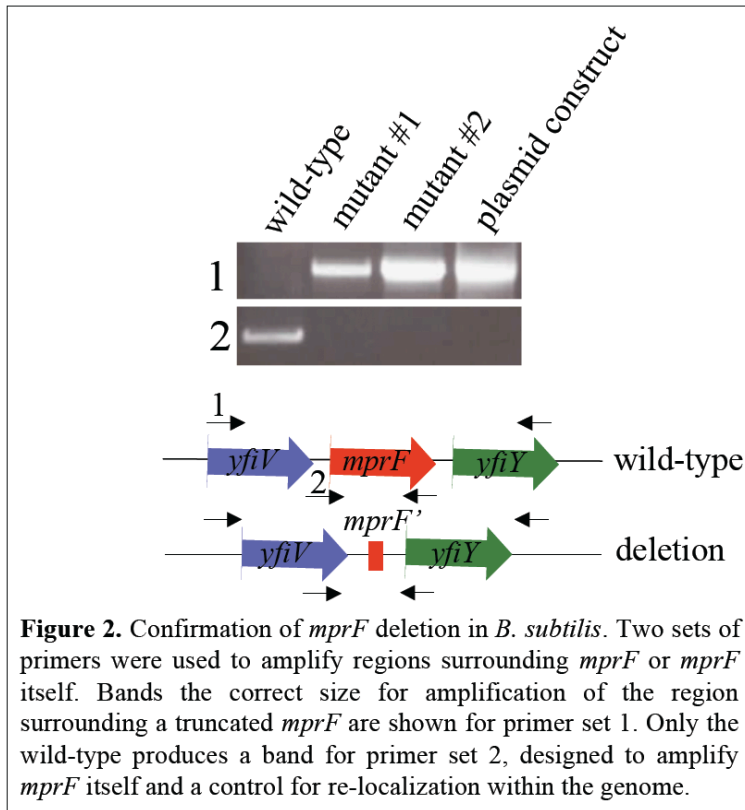 wild-type
mutant #1
mutant #2
plasmid construct
1
2
1
yfiV
mprF
yfiY
wild-type
2
mprF’
yfiV
yfiY
deletion
Figure 2. Confirmation of mprF deletion in B. subtilis. Two sets of
primers were used to amplify regions surrounding mprF or mprF
itself. Bands the correct size for amplification of the region
surrounding a truncated mprF are shown for primer set 1. Only the
wild-type produces a band for primer set 2, designed to amplify
mprF itself and a control for re-localization within the genome.